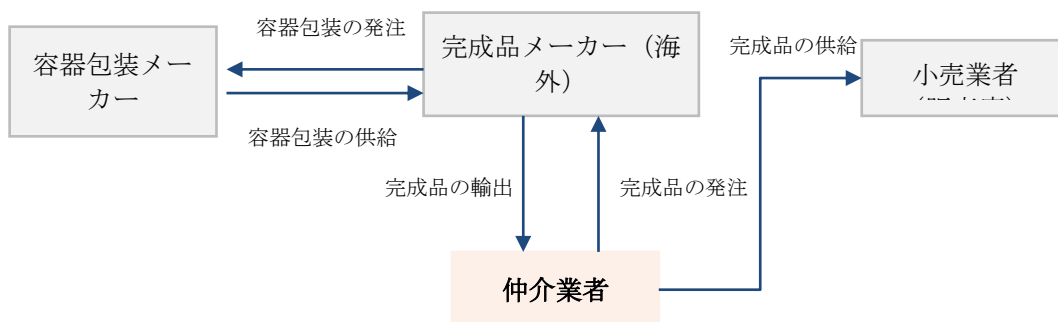 容器包装の発注
容器包装メー
カー
完成品メーカー（海
外）
完成品の供給
小売業者
容器包装の供給
完成品の輸出
完成品の発注
仲介業者